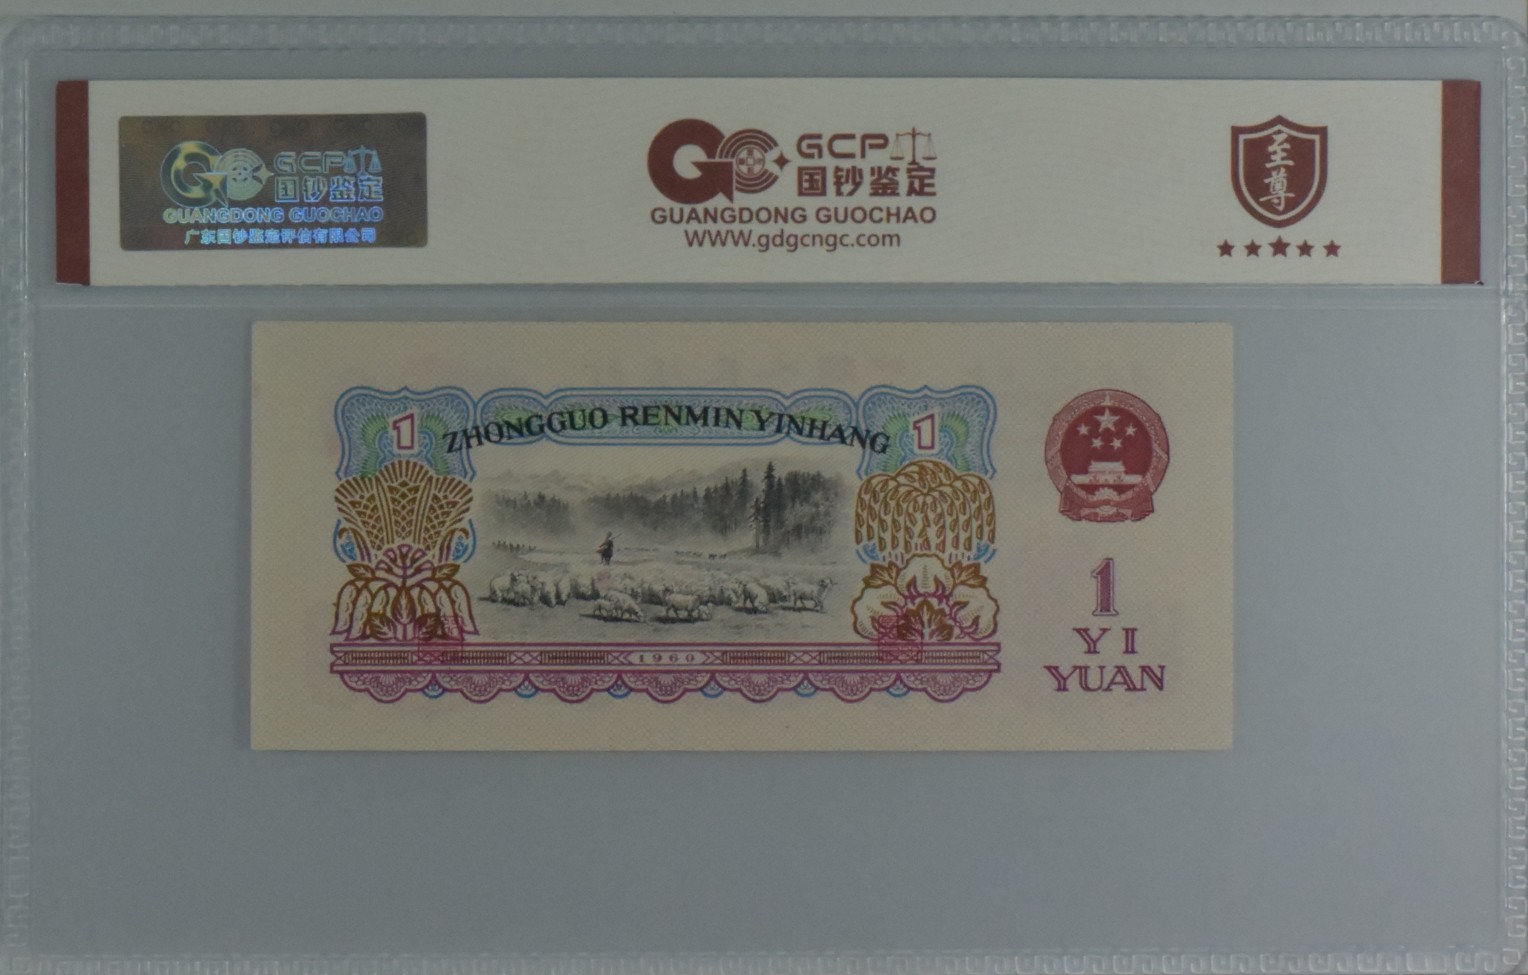 GCP
国钞鉴定
GUANGDONG GUOCHAO
广东国钞鉴定评估有限公司
GCP
国钞鉴定
GUANGDONG GUOCHAO
WWW.gdgcngc.com
至尊
1 ZHONGGUO RENMIN YINHANG 1
1960
1
YI
YUAN